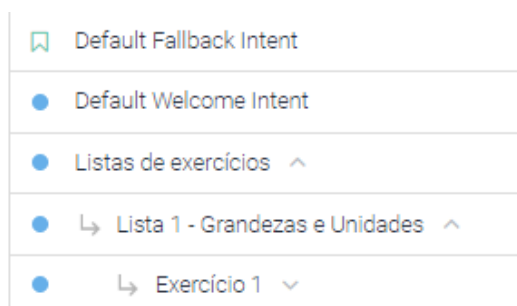 Default Fallback Intent
Default Welcome Intent
Listas de exercícios
Lista 1 - Grandezas e Unidades
Exercício 1